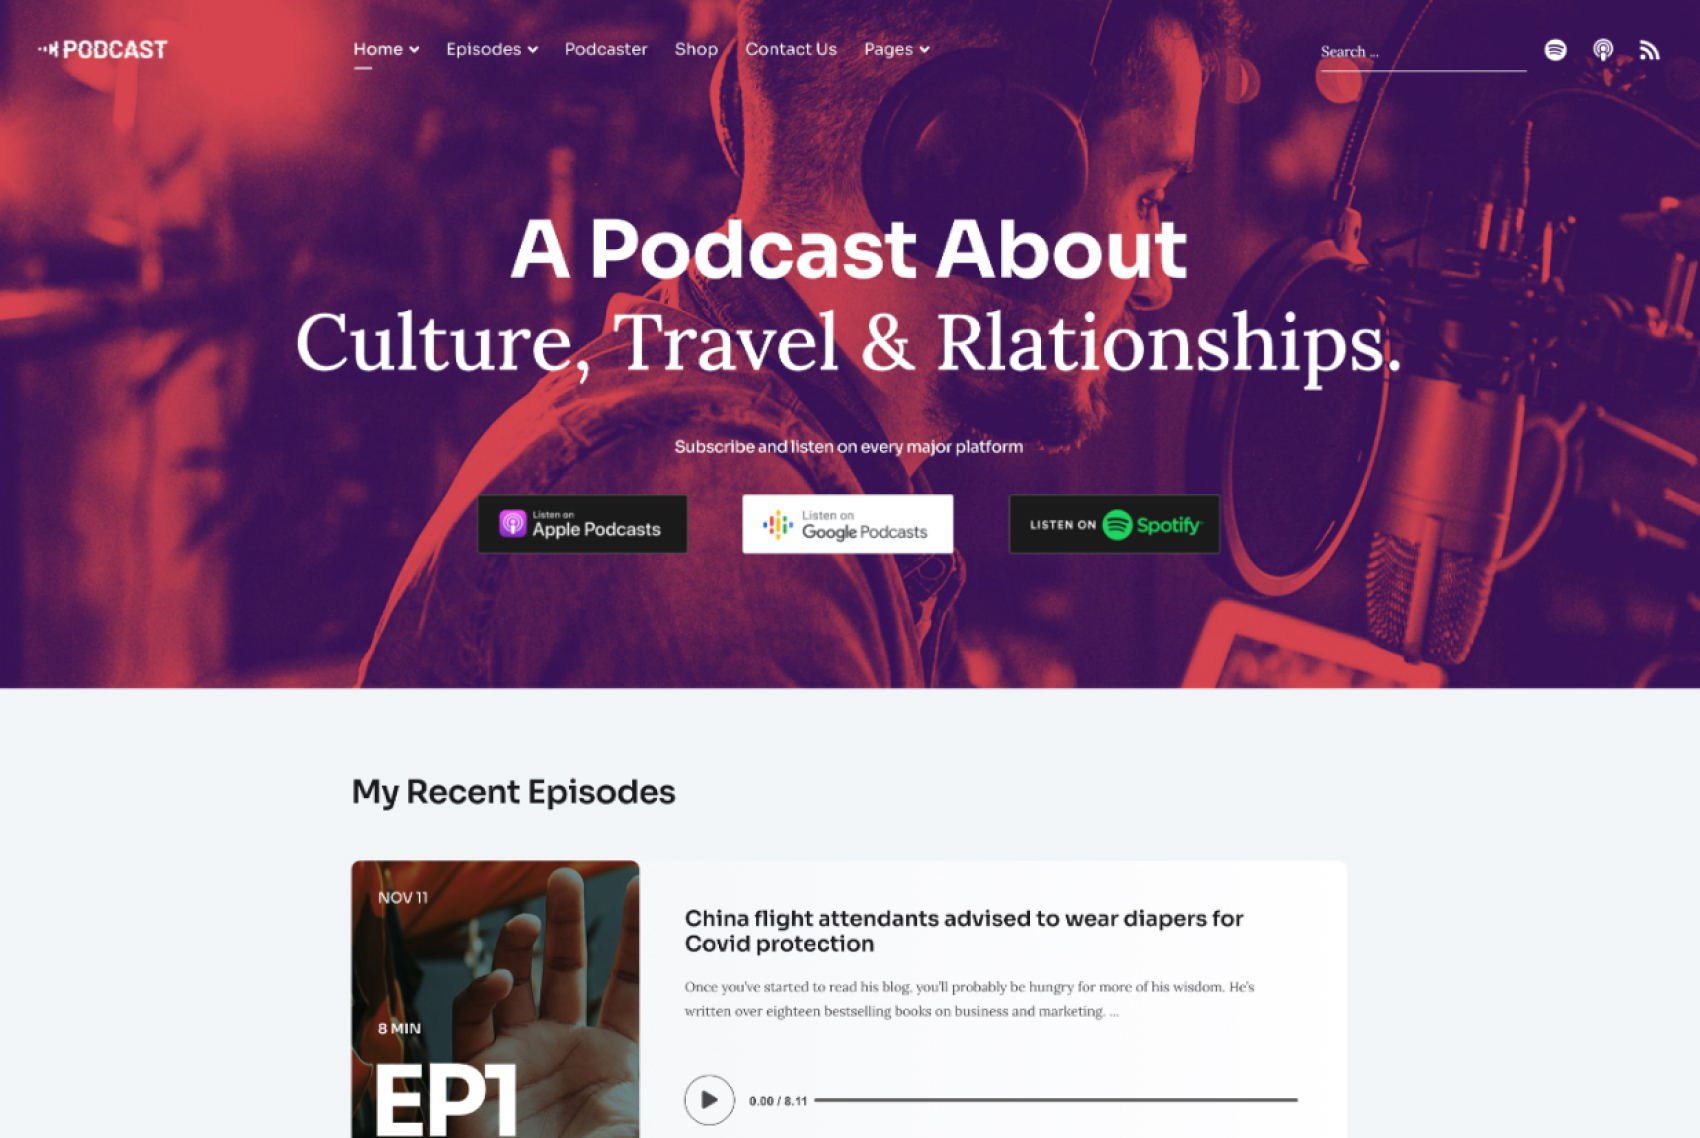 PODCAST
Home Episodes Podcaster Shop Contact Us Pages
Search ...
A Podcast About
Culture, Travel & Rlationships.
Subscribe and listen on every major platform
Listen on
Apple Podcasts
Listen on
Google Podcasts
LISTEN ON Spotify
My Recent Episodes
NOV 11
8 MIN
EP1
China flight attendants advised to wear diapers for
Covid protection
Once you've started to read his blog, you'll probably be hungry for more of his wisdom. He's
written over eighteen bestselling books on business and marketing. ...
0.00 / 8.11